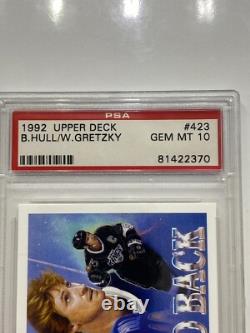 PSA
1992 UPPER DECK #423
B.HULL/W.GRETZKY GEM MT 10
81422370
BACK